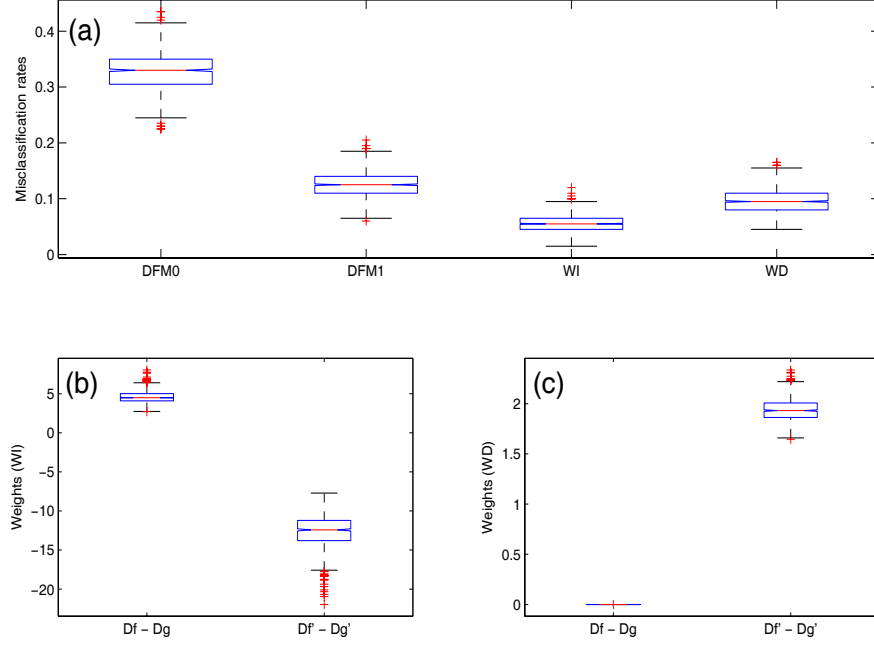 (a)
Misclassification rates
0.4
0.3
0.2
0.1
0
DFM0 DFM1 WI WD
(b)
Weights (WI)
5
0
−5
−10
−15
−20
Df − Dg Df' − Dg'
(c)
Weights (WD)
2
1.5
1
0.5
0
Df − Dg Df' − Dg'